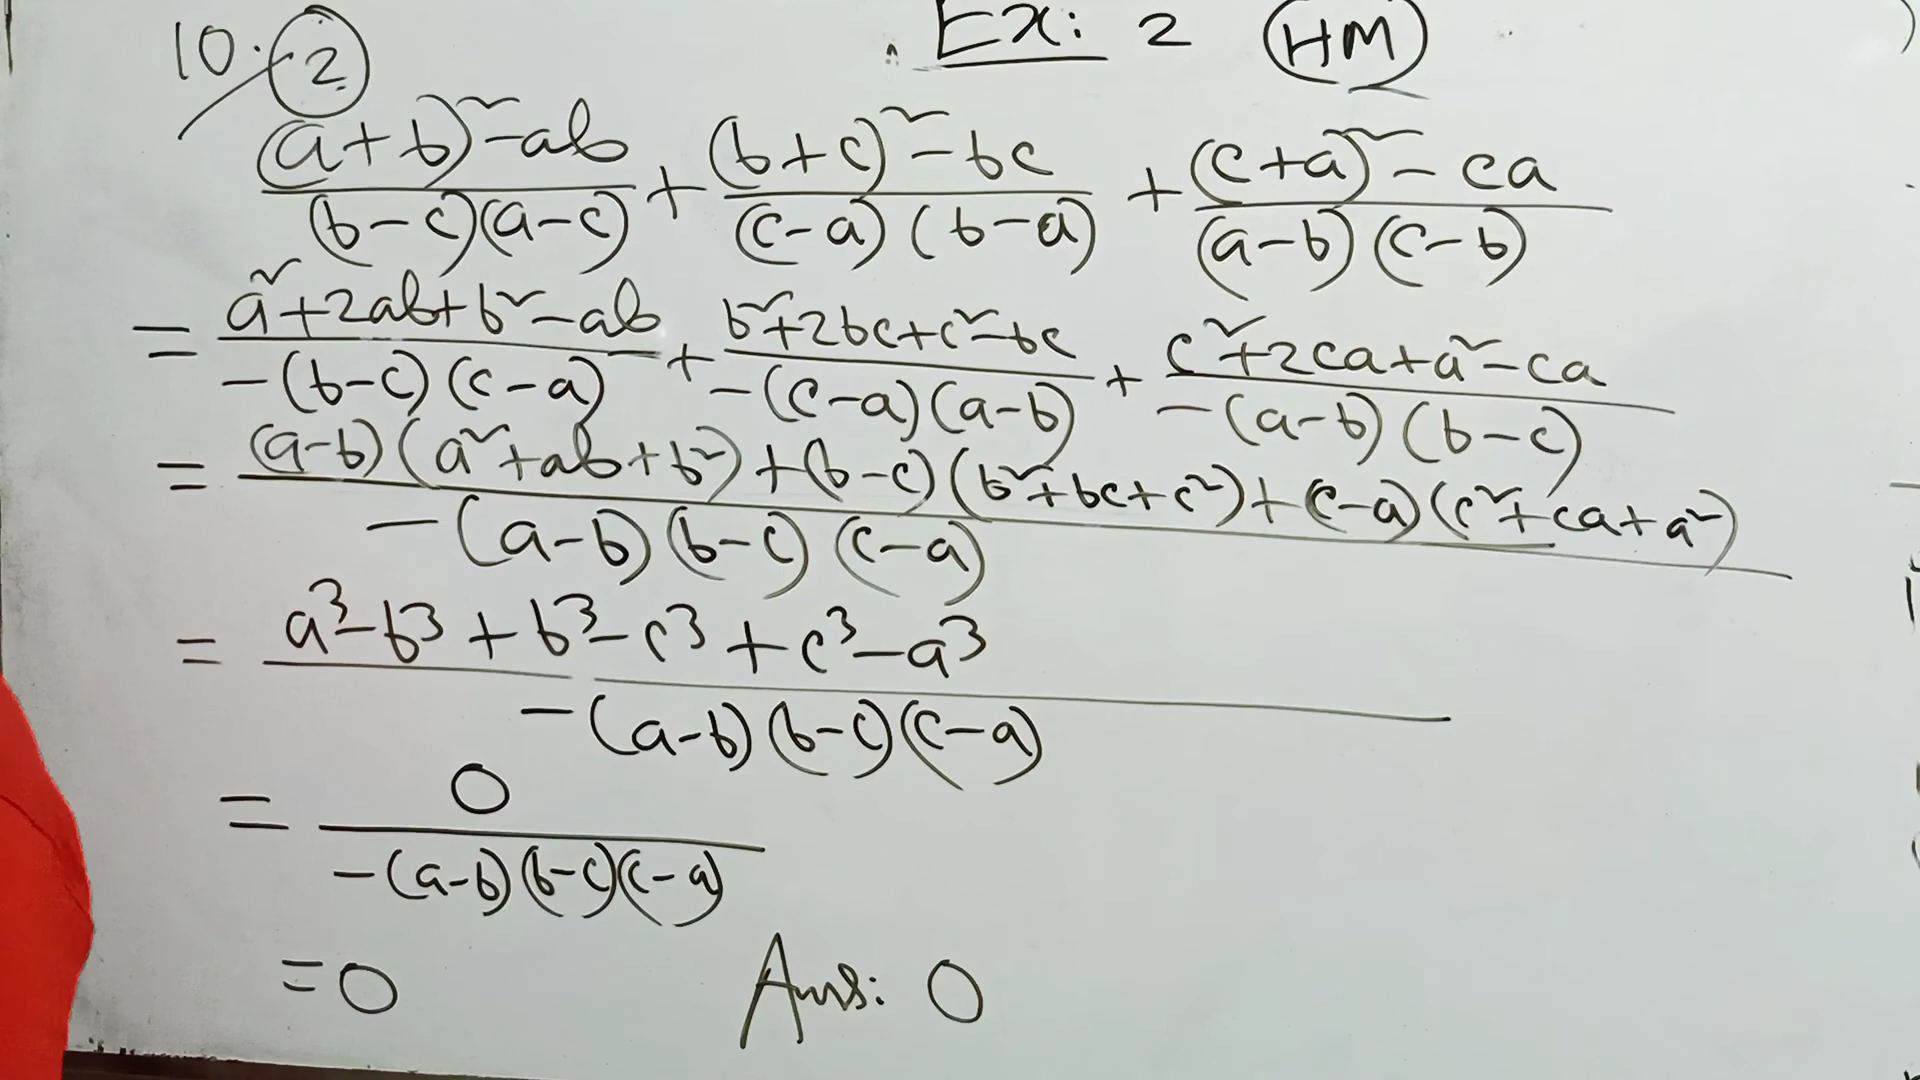 Ex: 2 HM
10. 2
((a+b)²-ab)/((b-c)(a-c)) + ((b+c)²-bc)/((c-a)(b-a)) + ((c+a)²-ca)/((a-b)(c-b))
= (a²+2ab+b²-ab)/(-(b-c)(c-a)) + (b²+2bc+c²-bc)/(-(c-a)(a-b)) + (c²+2ca+a²-ca)/(-(a-b)(b-c))
= ((a-b)(a²+ab+b²)+(b-c)(b²+bc+c²)+(c-a)(c²+ca+a²))/(-(a-b)(b-c)(c-a))
= (a³-b³+b³-c³+c³-a³)/(-(a-b)(b-c)(c-a))
= 0/(-(a-b)(b-c)(c-a))
=0 Ans: 0